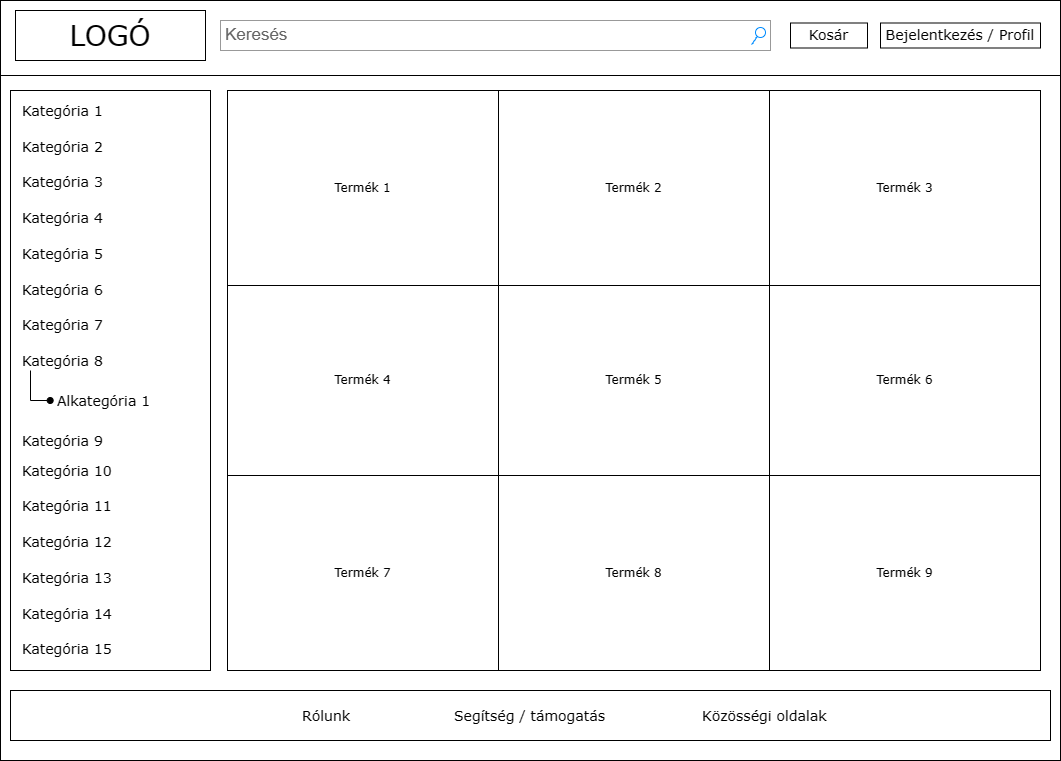 LOGÓ
Keresés
Kosár
Bejelentkezés / Profil
Kategória 1
Kategória 2
Kategória 3
Kategória 4
Kategória 5
Kategória 6
Kategória 7
Kategória 8
Alkategória 1
Kategória 9
Kategória 10
Kategória 11
Kategória 12
Kategória 13
Kategória 14
Kategória 15
Termék 1
Termék 2
Termék 3
Termék 4
Termék 5
Termék 6
Termék 7
Termék 8
Termék 9
Rólunk
Segítség / támogatás
Közösségi oldalak